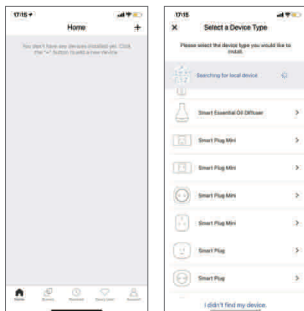 17:15
Home
+
You don't have any devices installed yet. Click
the "+" button to add a new device.
Home
Account
17:15
Select a Device Type
Please select the device type you would like to
install.
Searching for local device
Smart Essential Oil Diffuser
Smart Plug Mini
Smart Plug Mini
Smart Plug Mini
Smart Plug Mini
Smart Plug
Smart Plug
I didn't find my device.